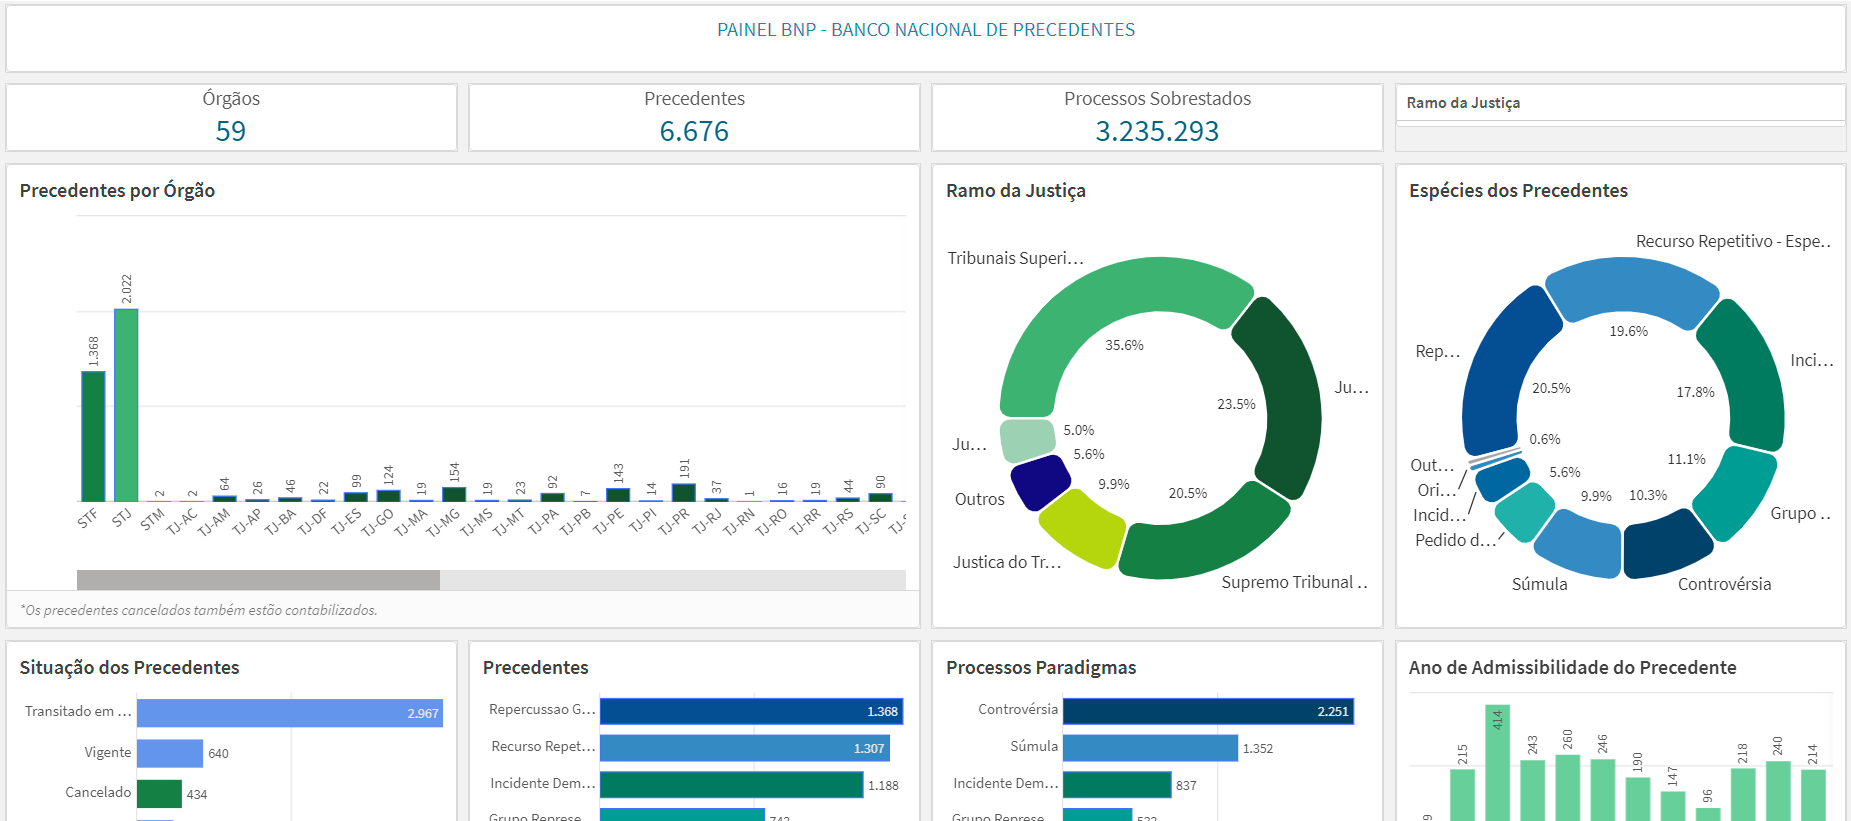 PAINEL BNP - BANCO NACIONAL DE PRECEDENTES
Órgãos
59
Precedentes
6.676
Processos Sobrestados
3.235.293
Ramo da Justiça
Precedentes por Órgão
1.368
2.022
2
2
64
26
46
22
99
124
19
154
19
23
92
7
143
14
191
37
1
16
19
44
90
STF
STJ
STM
TJ-AC
TJ-AM
TJ-AP
TJ-BA
TJ-DF
TJ-ES
TJ-GO
TJ-MA
TJ-MG
TJ-MS
TJ-MT
TJ-PA
TJ-PB
TJ-PE
TJ-PI
TJ-PR
TJ-RJ
TJ-RN
TJ-RO
TJ-RR
TJ-RS
TJ-SC
*Os precedentes cancelados também estão contabilizados.
Ramo da Justiça
Tribunais Superi…
35.6%
Ju…
23.5%
Ju…
5.0%
5.6%
Outros
9.9%
20.5%
Justica do Tr…
Supremo Tribunal ..
Espécies dos Precedentes
Recurso Repetitivo - Espe..
19.6%
Rep…
Inci…
20.5%
17.8%
0.6%
Out…
11.1%
5.6%
Ori…
9.9%
10.3%
Incid…
Grupo ..
Pedido d…
Súmula
Controvérsia
Situação dos Precedentes
Transitado em …
2.967
Vigente
640
Cancelado
434
Precedentes
Repercussao G…
1.368
Recurso Repet…
1.307
Incidente Dem…
1.188
Grupo Represe…
742
Processos Paradigmas
Controvérsia
2.251
Súmula
1.352
Incidente Dem…
837
Grupo Represe…
Ano de Admissibilidade do Precedente
215
414
243
260
246
190
147
96
218
240
214